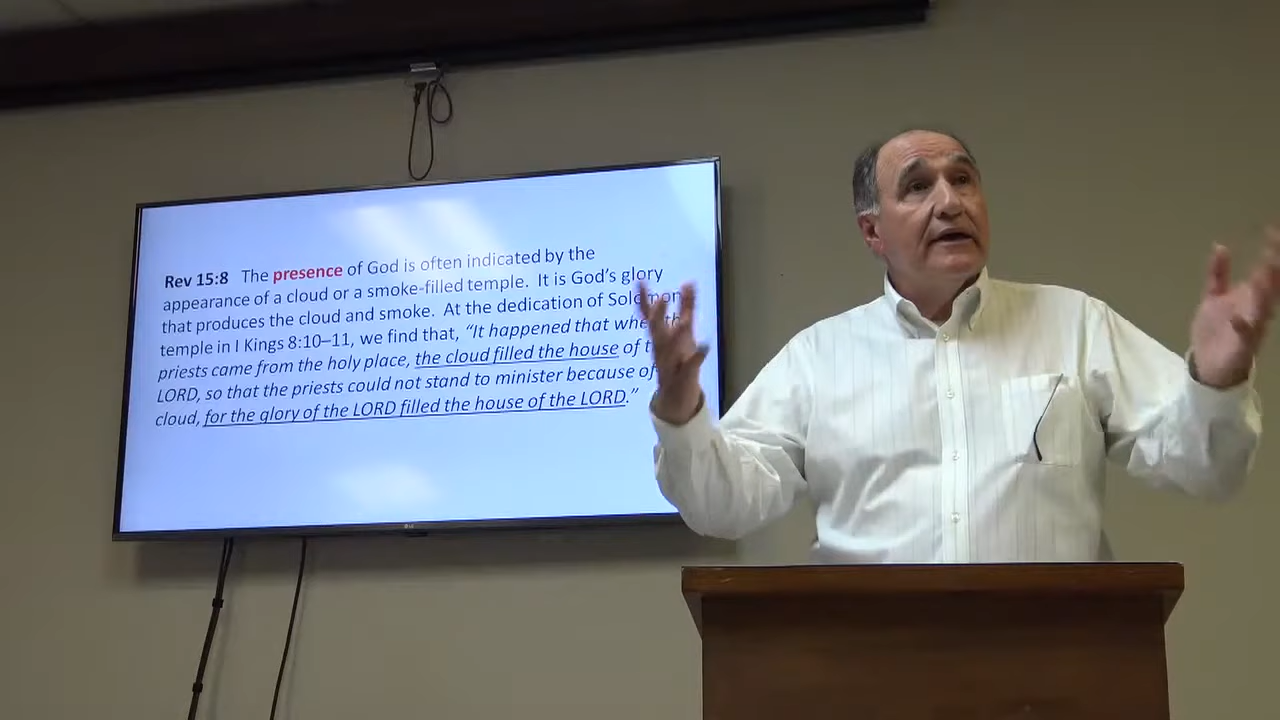 Rev 15:8 The presence of God is often indicated by the
appearance of a cloud or a smoke-filled temple. It is God's glory
that produces the cloud and smoke. At the dedication of Solomon
temple in I Kings 8:10–11, we find that, "It happened that when
priests came from the holy place, the cloud filled the house of
LORD, so that the priests could not stand to minister because of
cloud, for the glory of the LORD filled the house of the LORD."
LG